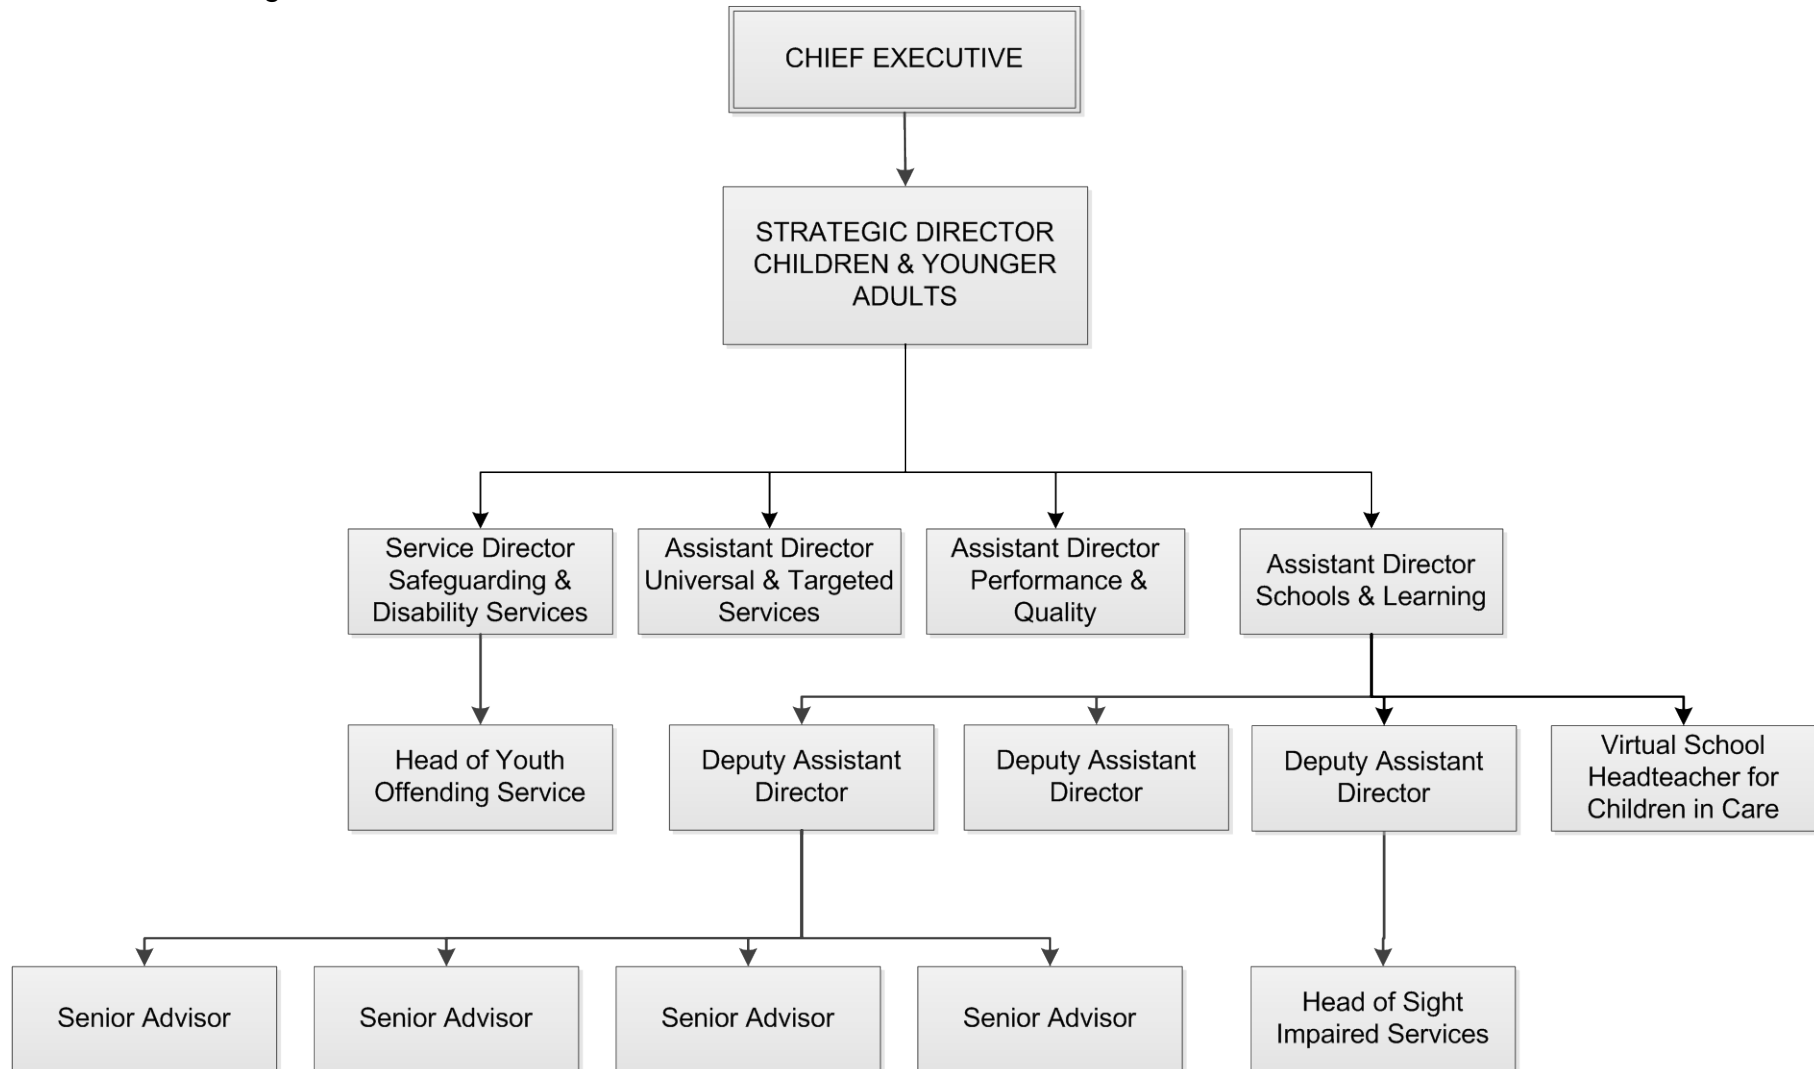 CHIEF EXECUTIVE
STRATEGIC DIRECTOR
CHILDREN & YOUNGER
ADULTS
Service Director
Safeguarding &
Disability Services
Assistant Director
Universal & Targeted
Services
Assistant Director
Performance &
Quality
Assistant Director
Schools & Learning
Head of Youth
Offending Service
Deputy Assistant
Director
Deputy Assistant
Director
Deputy Assistant
Director
Virtual School
Headteacher for
Children in Care
Senior Advisor
Senior Advisor
Senior Advisor
Senior Advisor
Head of Sight
Impaired Services